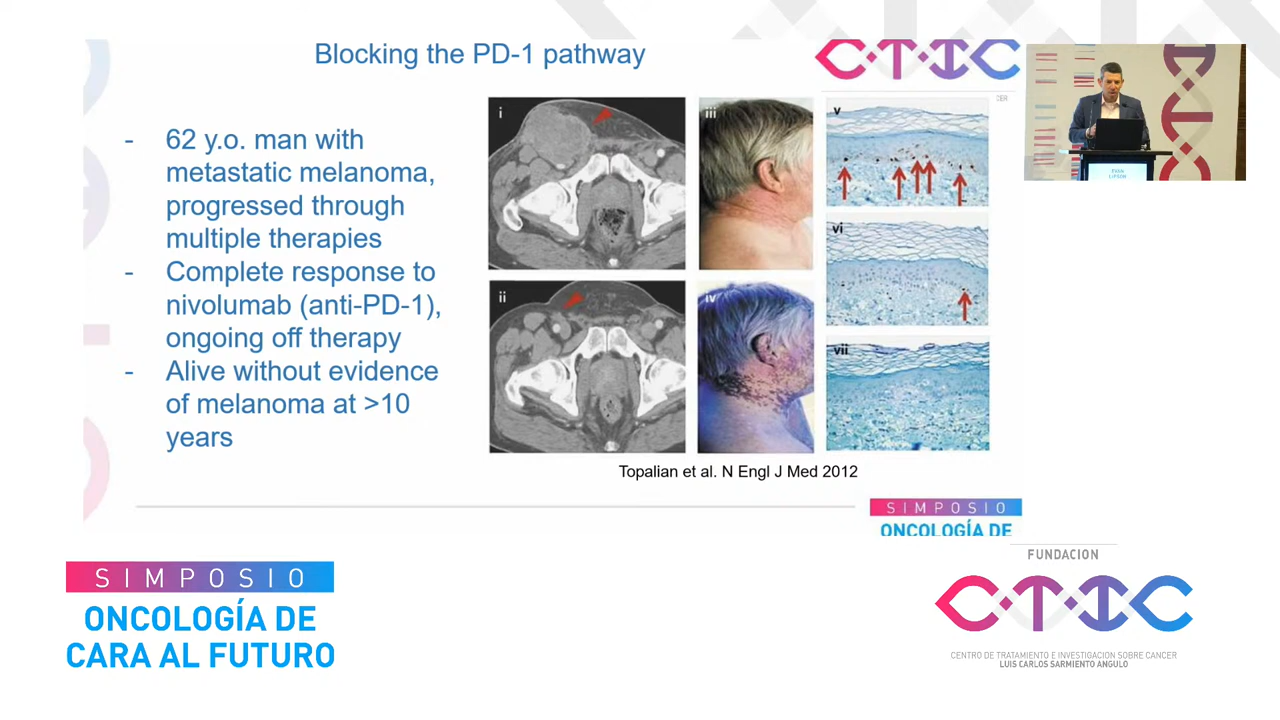 Blocking the PD-1 pathway
CTIC
- 62 y.o. man with
metastatic melanoma,
progressed through
multiple therapies
- Complete response to
nivolumab (anti-PD-1),
ongoing off therapy
- Alive without evidence
of melanoma at >10
years
i
ii
iii
iv
v
vi
vii
Topalian et al. N Engl J Med 2012
SIMPOSIO
ONCOLOGÍA DE
EVAN
LIPSON
SIMPOSIO
ONCOLOGÍA DE
CARA AL FUTURO
FUNDACION
CTIC
CENTRO DE TRATAMIENTO E INVESTIGACION SOBRE CANCER
LUIS CARLOS SARMIENTO ANGULO